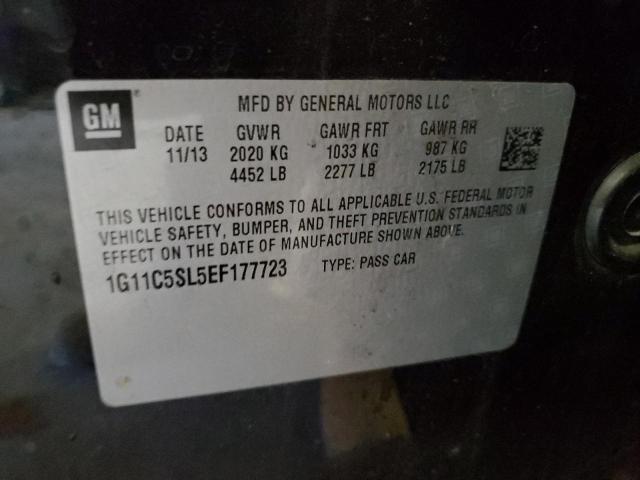 GM
MFD BY GENERAL MOTORS LLC
DATE GVWR GAWR FRT GAWR RR
11/13 2020 KG 1033 KG 987 KG
4452 LB 2277 LB 2175 LB
THIS VEHICLE CONFORMS TO ALL APPLICABLE U.S. FEDERAL MOTOR
VEHICLE SAFETY, BUMPER, AND THEFT PREVENTION STANDARDS IN
EFFECT ON THE DATE OF MANUFACTURE SHOWN ABOVE.
1G11C5SL5EF177723 TYPE: PASS CAR